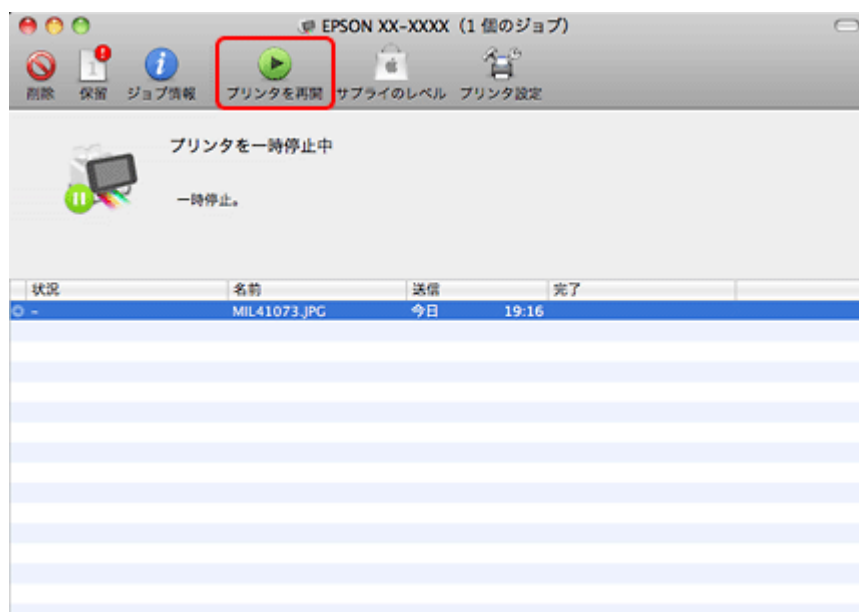 EPSON XX-XXXX（1 個のジョブ）
削除 保留 ジョブ情報 プリンタを再開 サプライのレベル プリンタ設定
プリンタを一時停止中
一時停止。
状況 名前 送信 完了
- MIL41073.JPG 今日 19:16